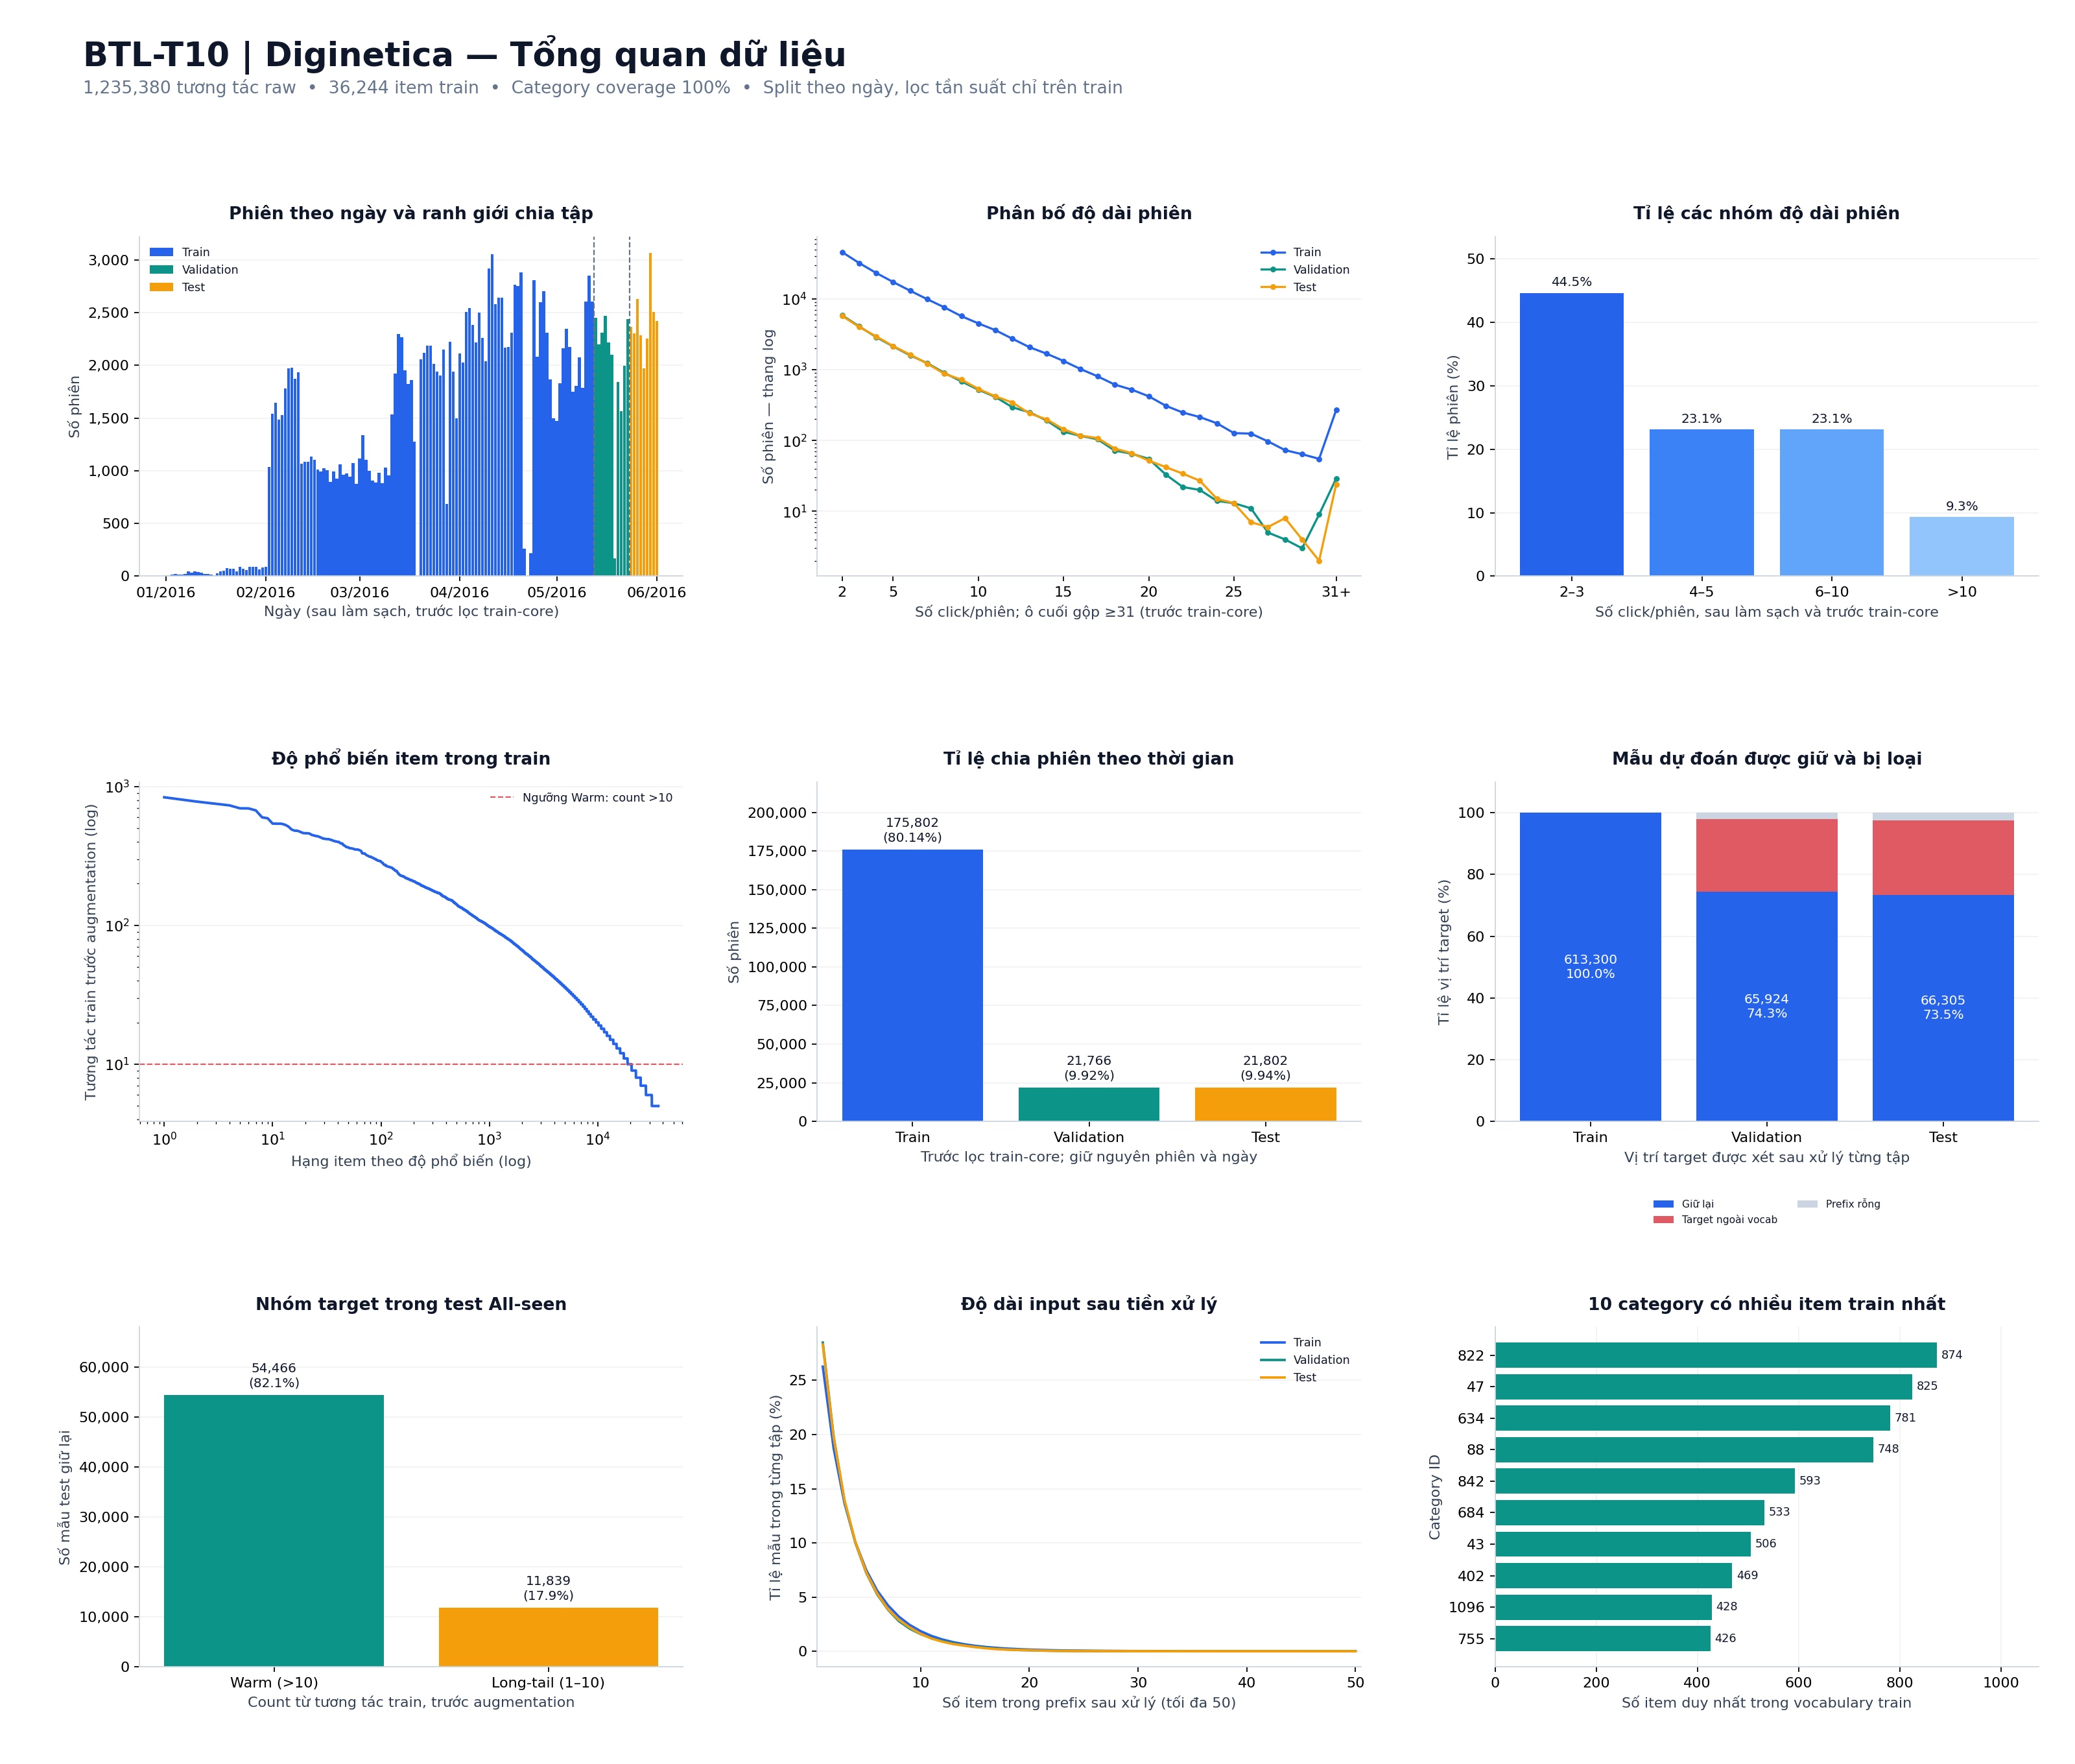 BTL-T10 | Diginetica — Tổng quan dữ liệu
1,235,380 tương tác raw • 36,244 item train • Category coverage 100% • Split theo ngày, lọc tần suất chỉ trên train
Phiên theo ngày và ranh giới chia tập
Số phiên
3,000
2,500
2,000
1,500
1,000
500
0
Train
Validation
Test
01/2016 02/2016 03/2016 04/2016 05/2016 06/2016
Ngày (sau làm sạch, trước lọc train-core)
Phân bố độ dài phiên
Số phiên — thang log
10⁴
10³
10²
10¹
Train
Validation
Test
2 5 10 15 20 25 31+
Số click/phiên; ô cuối gộp ≥31 (trước train-core)
Tỉ lệ các nhóm độ dài phiên
Tỉ lệ phiên (%)
50
40
30
20
10
0
44.5%
23.1%
23.1%
9.3%
2–3 4–5 6–10 >10
Số click/phiên, sau làm sạch và trước train-core
Độ phổ biến item trong train
Tương tác train trước augmentation (log)
10³
10²
10¹
Ngưỡng Warm: count >10
10⁰ 10¹ 10² 10³ 10⁴
Hạng item theo độ phổ biến (log)
Tỉ lệ chia phiên theo thời gian
Số phiên
200,000
175,000
150,000
125,000
100,000
75,000
50,000
25,000
0
175,802
(80.14%)
21,766
(9.92%)
21,802
(9.94%)
Train Validation Test
Trước lọc train-core; giữ nguyên phiên và ngày
Mẫu dự đoán được giữ và bị loại
Tỉ lệ vị trí target (%)
100
80
60
40
20
0
613,300
100.0%
65,924
74.3%
66,305
73.5%
Train Validation Test
Vị trí target được xét sau xử lý từng tập
Giữ lại
Target ngoài vocab
Prefix rỗng
Nhóm target trong test All-seen
Số mẫu test giữ lại
60,000
50,000
40,000
30,000
20,000
10,000
0
54,466
(82.1%)
11,839
(17.9%)
Warm (>10) Long-tail (1–10)
Count từ tương tác train, trước augmentation
Độ dài input sau tiền xử lý
Tỉ lệ mẫu trong từng tập (%)
25
20
15
10
5
0
Train
Validation
Test
10 20 30 40 50
Số item trong prefix sau xử lý (tối đa 50)
10 category có nhiều item train nhất
Category ID
822 874
47 825
634 781
88 748
842 593
684 533
43 506
402 469
1096 428
755 426
0 200 400 600 800 1000
Số item duy nhất trong vocabulary train